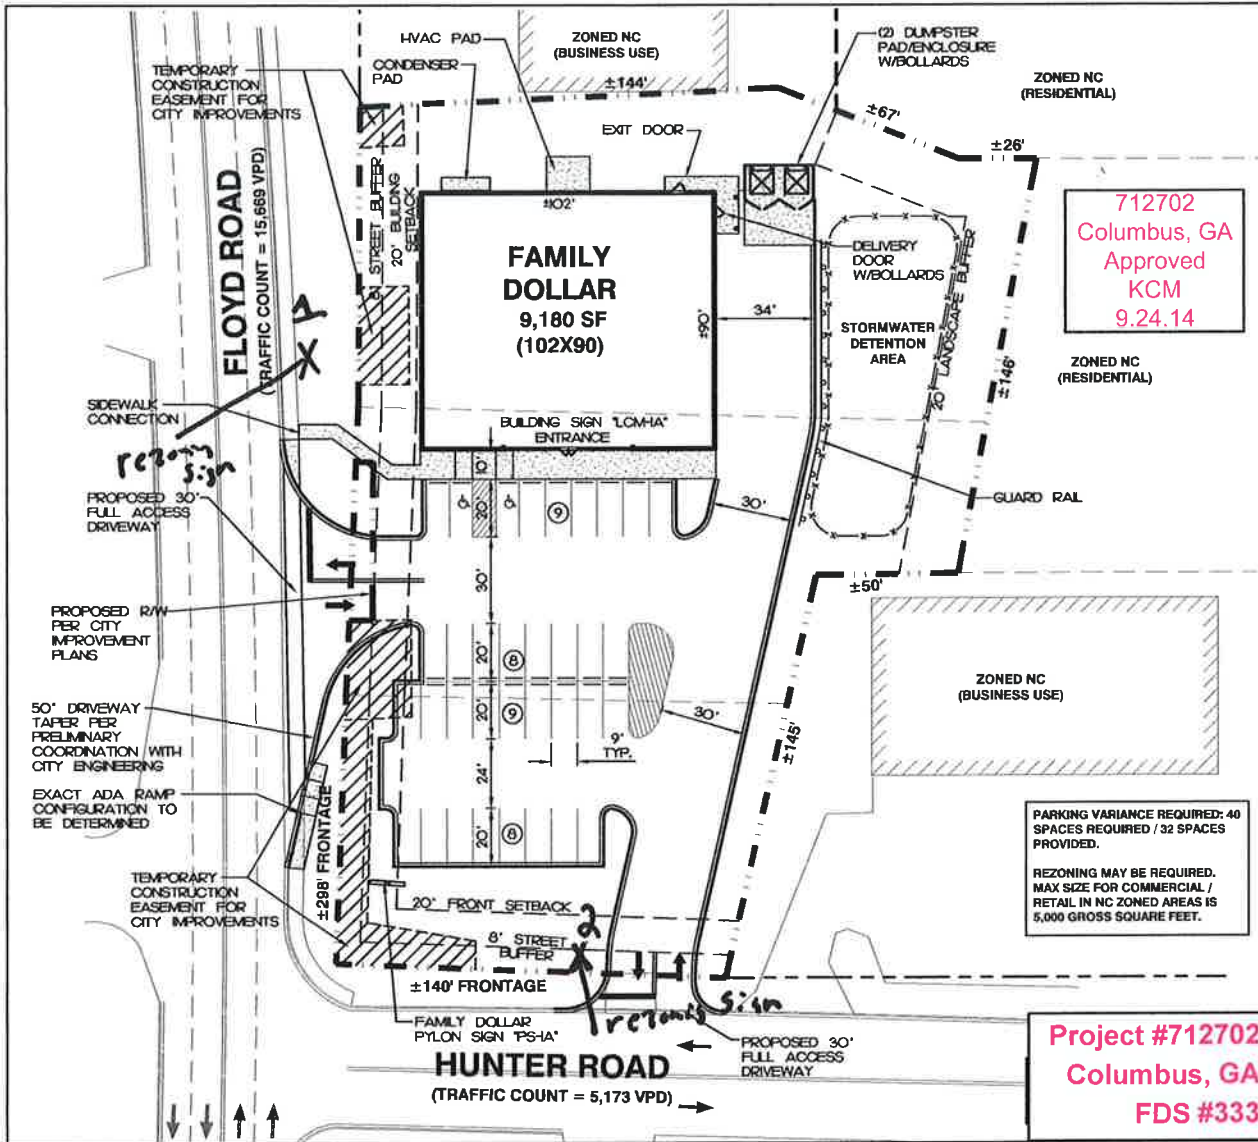 HVAC PAD
CONDENSER
PAD
ZONED NC
(BUSINESS USE)
(2) DUMPSTER
PAD/ENCLOSURE
W/BOLLARDS
ZONED NC
(RESIDENTIAL)
TEMPORARY
CONSTRUCTION
EASEMENT FOR
CITY IMPROVEMENTS
±144'
±67'
±26'
EXIT DOOR
FLOYD ROAD
(TRAFFIC COUNT = 15,669 VPD)
8' STREET BUFFER
20' BUILDING
SETBACK
±102'
FAMILY
DOLLAR
9,180 SF
(102X90)
±90'
34'
DELIVERY
DOOR
W/BOLLARDS
STORMWATER
DETENTION
AREA
20' LANDSCAPE BUFFER
±146'
712702
Columbus, GA
Approved
KCM
9.24.14
ZONED NC
(RESIDENTIAL)
1
X
SIDEWALK
CONNECTION
rezoning
sign
BUILDING SIGN "LCM-1A"
ENTRANCE
10'
20'
9
30'
GUARD RAIL
PROPOSED 30'
FULL ACCESS
DRIVEWAY
30'
±50'
PROPOSED R/W
PER CITY
IMPROVEMENT
PLANS
20'
8
20'
9
30'
9'
TYP.
ZONED NC
(BUSINESS USE)
50' DRIVEWAY
TAPER PER
PRELIMINARY
COORDINATION WITH
CITY ENGINEERING
±145'
24'
EXACT ADA RAMP
CONFIGURATION TO
BE DETERMINED
20'
8
±298' FRONTAGE
PARKING VARIANCE REQUIRED: 40
SPACES REQUIRED / 32 SPACES
PROVIDED.
REZONING MAY BE REQUIRED.
MAX SIZE FOR COMMERCIAL /
RETAIL IN NC ZONED AREAS IS
5,000 GROSS SQUARE FEET.
TEMPORARY
CONSTRUCTION
EASEMENT FOR
CITY IMPROVEMENTS
20' FRONT SETBACK
8' STREET
BUFFER
2
X
±140' FRONTAGE
rezoning sign
FAMILY DOLLAR
PYLON SIGN "PS-1A"
PROPOSED 30'
FULL ACCESS
DRIVEWAY
HUNTER ROAD
(TRAFFIC COUNT = 5,173 VPD)
Project #712702
Columbus, GA
FDS #333